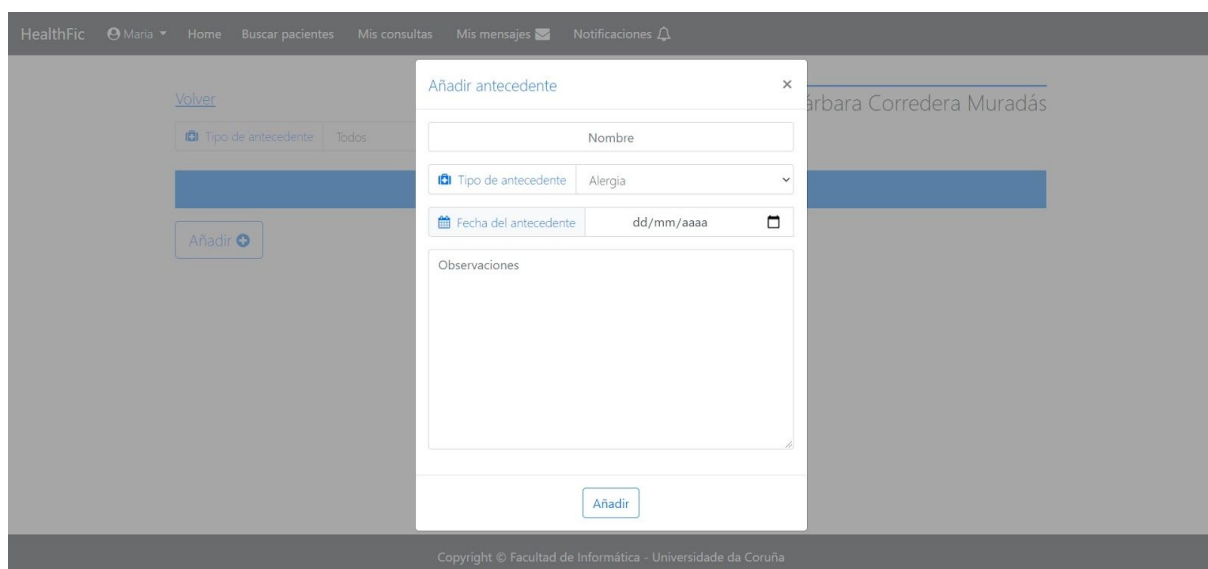 HealthFic Maria Home Buscar pacientes Mis consultas Mis mensajes Notificaciones
Añadir antecedente ×
Volver
Corredera Muradás
Tipo de antecedente Todos
Nombre
Tipo de antecedente Alergia
Fecha del antecedente dd/mm/aaaa
Añadir
Observaciones
Añadir
Copyright © Facultad de Informática - Universidade da Coruña